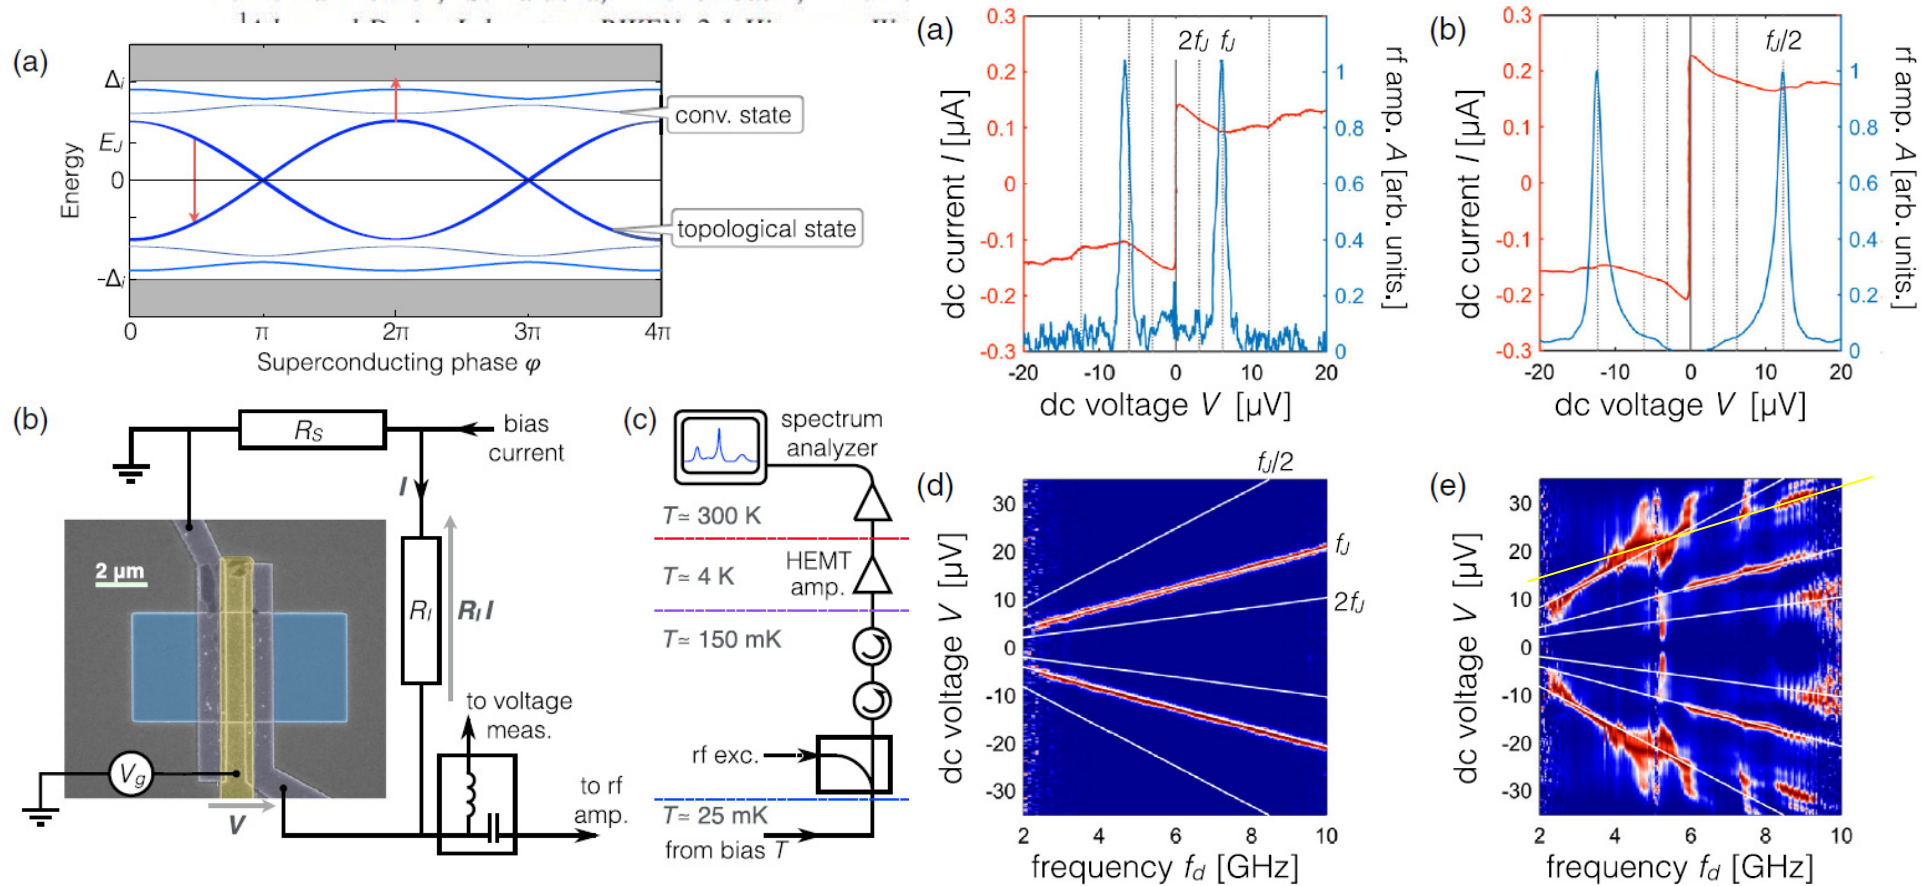 (a)
Δi
EJ
0
-Δi
Energy
conv. state
topological state
0 π 2π 3π 4π
Superconducting phase φ
(b)
RS
bias
current
I
2 µm
RI
RI I
to voltage
meas.
Vg
V
to rf
amp.
(c)
spectrum
analyzer
T≃ 300 K
HEMT
amp.
T≃ 4 K
T≃ 150 mK
rf exc.
T≃ 25 mK
from bias T
(a)
2fJ fJ
0.3
0.2
0.1
0
-0.1
-0.2
-0.3
dc current I [µA]
1
0.8
0.6
0.4
0.2
0
rf amp. A [arb. units.]
-20 -10 0 10 20
dc voltage V [µV]
(b)
fJ/2
0.3
0.2
0.1
0
-0.1
-0.2
-0.3
dc current I [µA]
1
0.8
0.6
0.4
0.2
0
rf amp. A [arb. units.]
-20 -10 0 10 20
dc voltage V [µV]
(d)
fJ/2
fJ
2fJ
30
20
10
0
-10
-20
-30
dc voltage V [µV]
2 4 6 8 10
frequency fd [GHz]
(e)
30
20
10
0
-10
-20
-30
dc voltage V [µV]
2 4 6 8 10
frequency fd [GHz]